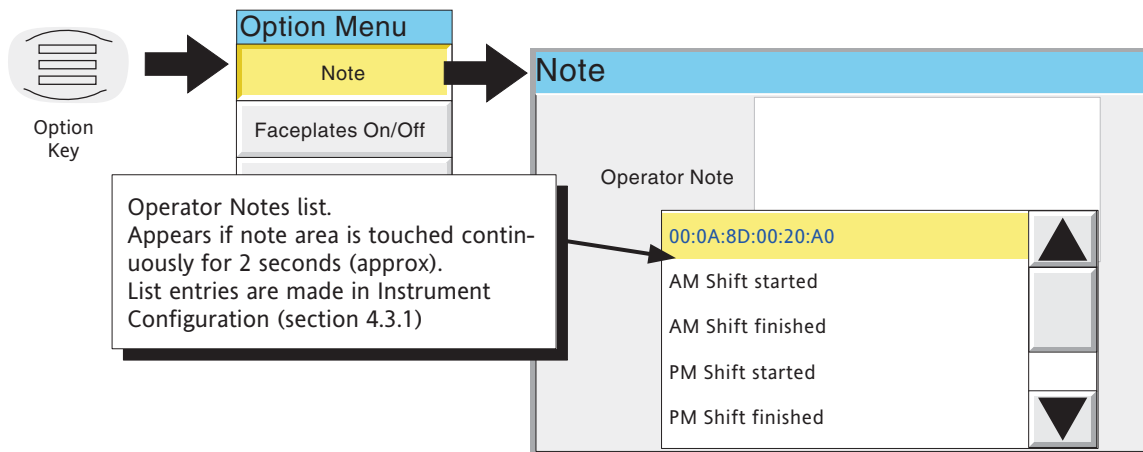 Option
Key
Option Menu
Note
Faceplates On/Off
Operator Notes list.
Appears if note area is touched contin-
uously for 2 seconds (approx).
List entries are made in Instrument
Configuration (section 4.3.1)
Note
Operator Note
00:0A:8D:00:20:A0
AM Shift started
AM Shift finished
PM Shift started
PM Shift finished